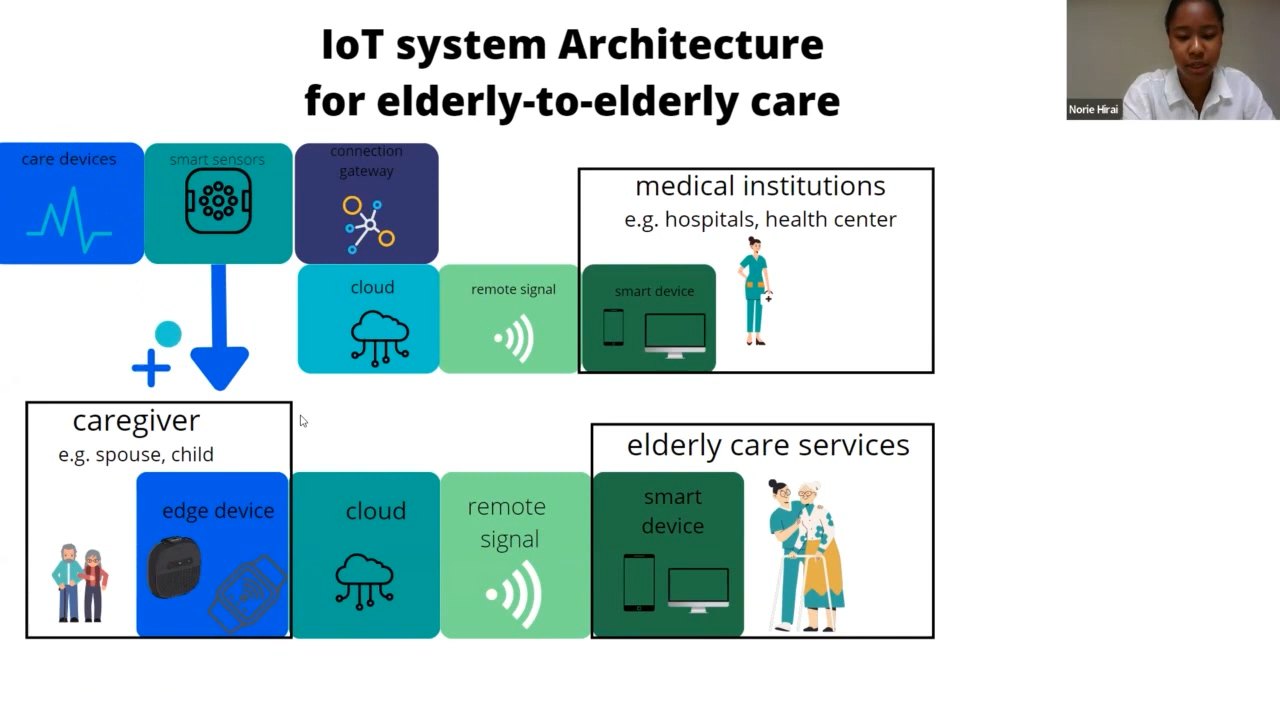 IoT system Architecture
for elderly-to-elderly care
Norie Hirai
care devices
smart sensors
connection
gateway
medical institutions
e.g. hospitals, health center
cloud
remote signal
smart device
caregiver
e.g. spouse, child
elderly care services
edge device
cloud
remote
signal
smart
device